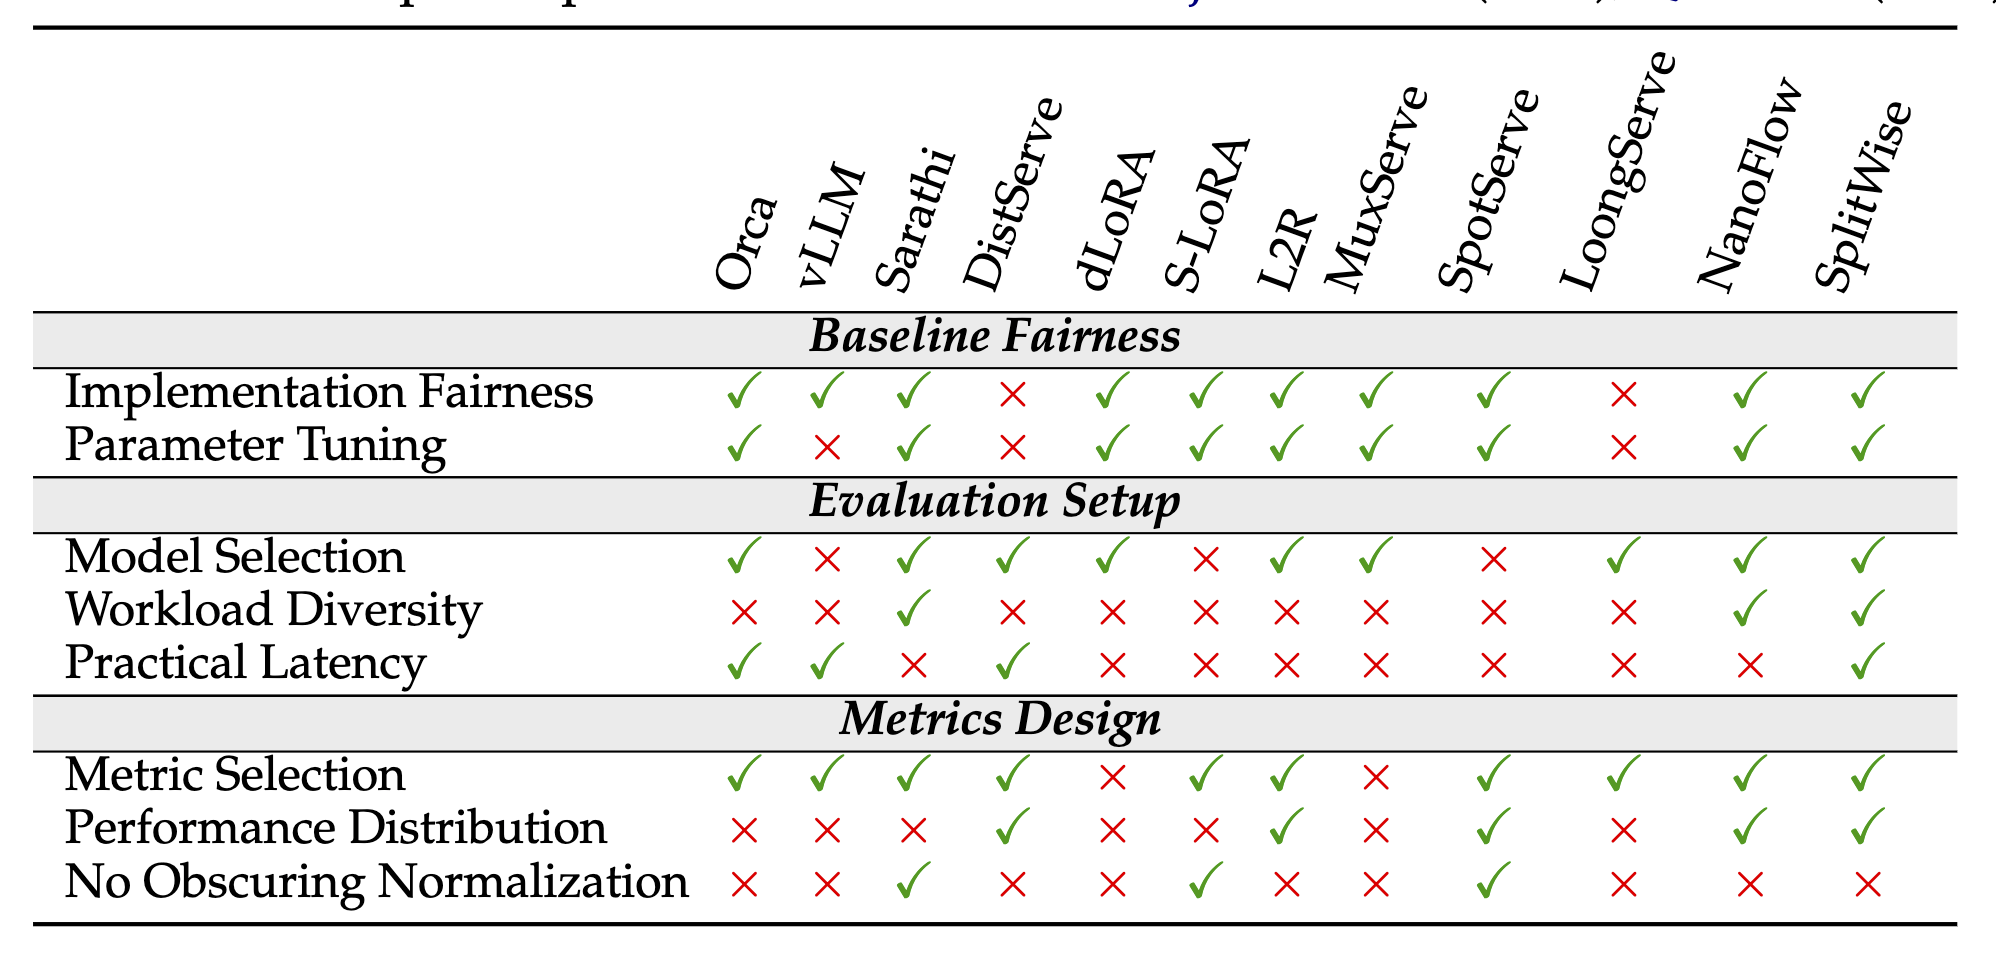 Orca vLLM Sarathi DistServe dLoRA S-LoRA L2R MuxServe SpotServe LoongServe NanoFlow SplitWise
Baseline Fairness
Implementation Fairness ✓ ✓ ✓ × ✓ ✓ ✓ ✓ ✓ × ✓ ✓
Parameter Tuning ✓ × ✓ × ✓ ✓ ✓ ✓ ✓ × ✓ ✓
Evaluation Setup
Model Selection ✓ × ✓ ✓ ✓ × ✓ ✓ × ✓ ✓ ✓
Workload Diversity × × ✓ × × × × × × × ✓ ✓
Practical Latency ✓ ✓ × ✓ × × × × × × × ✓
Metrics Design
Metric Selection ✓ ✓ ✓ ✓ × ✓ ✓ × ✓ ✓ ✓ ✓
Performance Distribution × × × ✓ × × ✓ × ✓ × ✓ ✓
No Obscuring Normalization × × ✓ × × ✓ × × ✓ × × ×